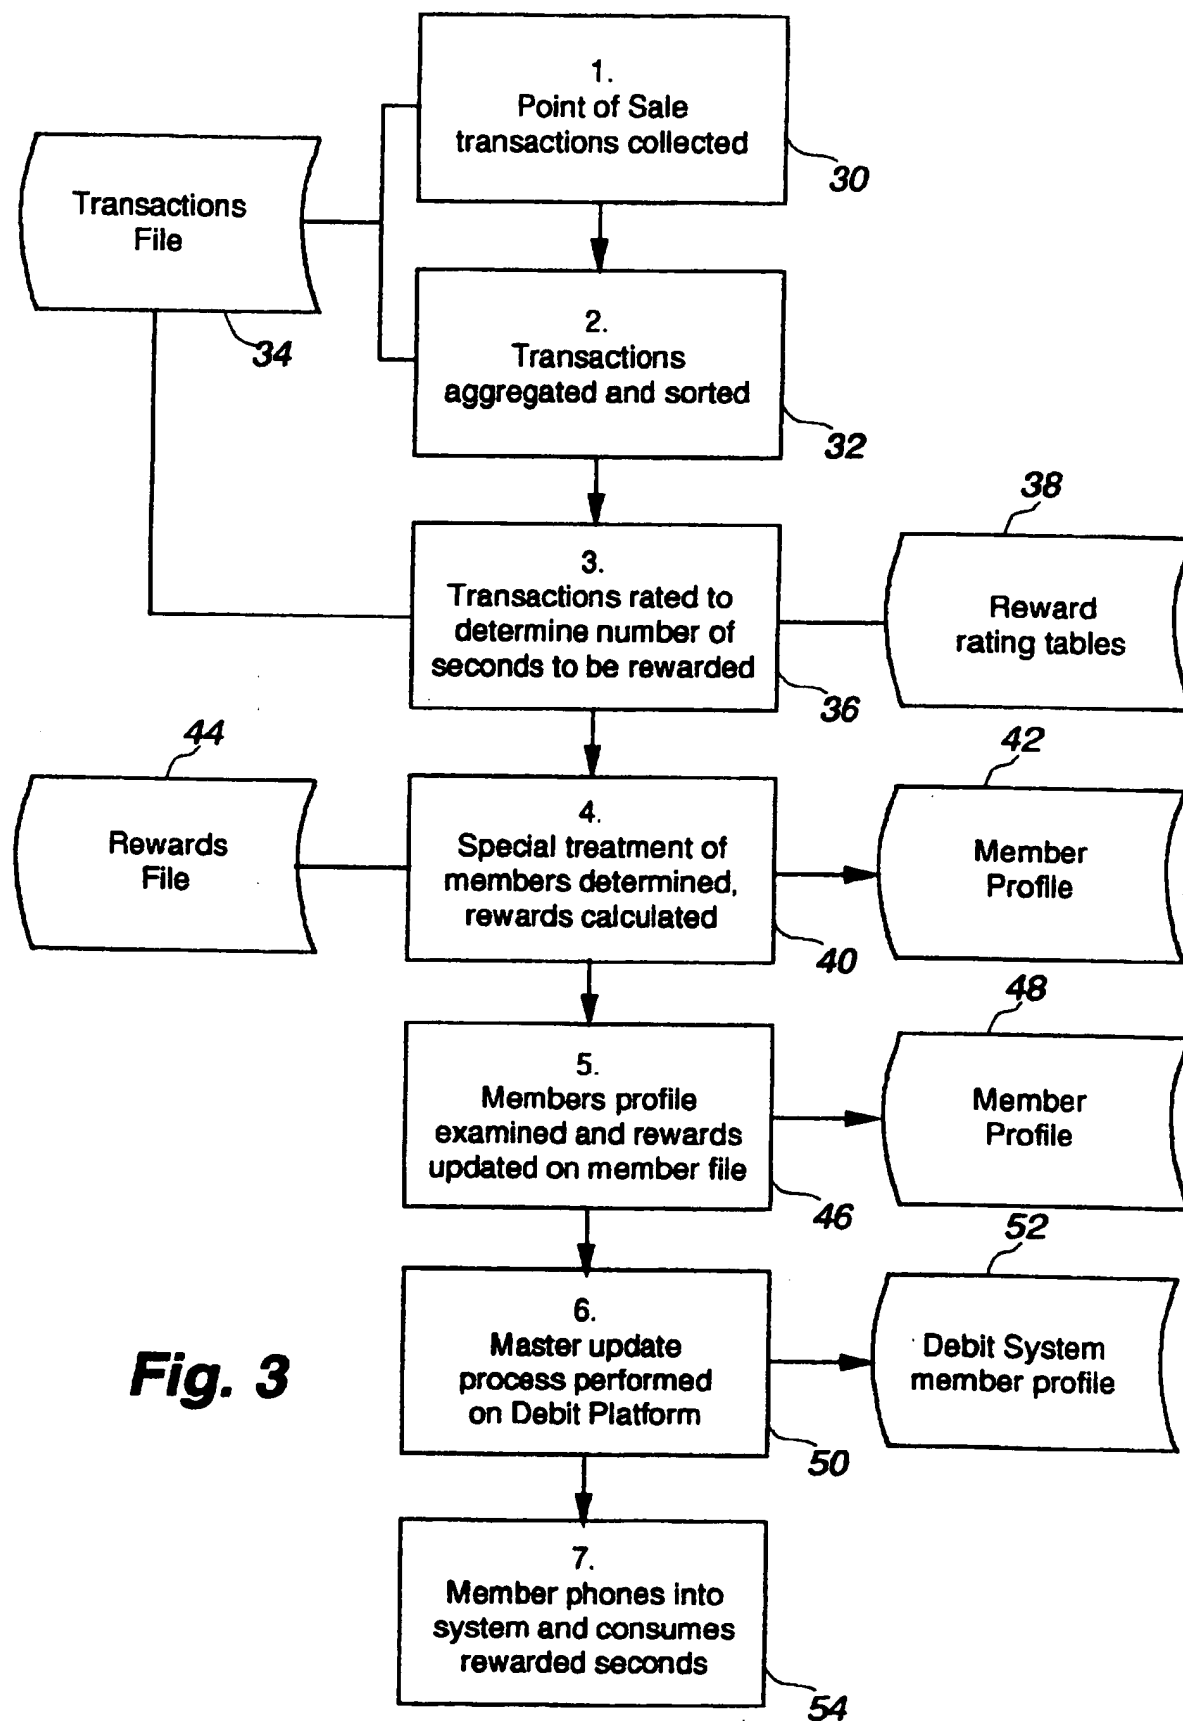 1.
Point of Sale
transactions collected
30
Transactions
File
34
2.
Transactions
aggregated and sorted
32
38
3.
Transactions rated to
determine number of
seconds to be rewarded
36
Reward
rating tables
44
42
Rewards
File
4.
Special treatment of
members determined,
rewards calculated
40
Member
Profile
48
5.
Members profile
examined and rewards
updated on member file
46
Member
Profile
52
6.
Master update
process performed
on Debit Platform
50
Debit System
member profile
Fig. 3
7.
Member phones into
system and consumes
rewarded seconds
54